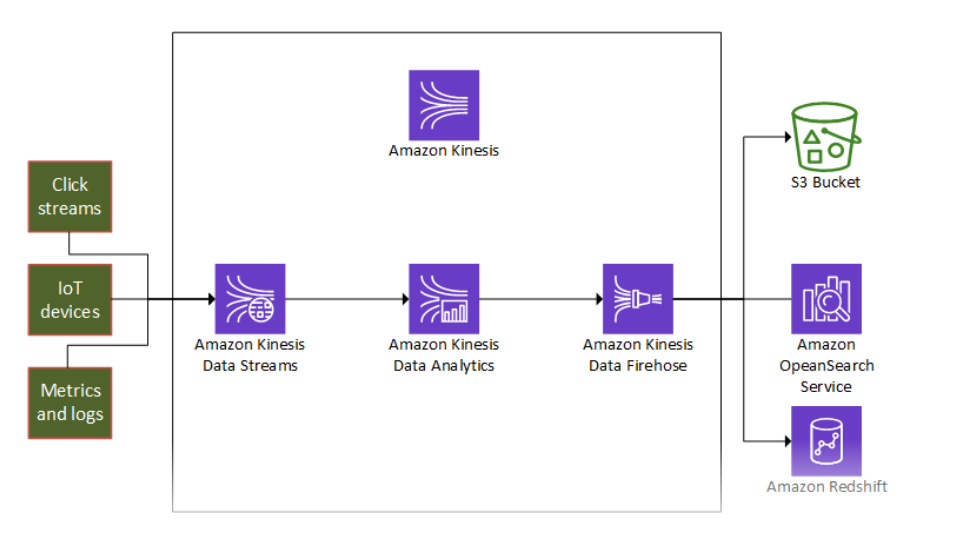 Amazon Kinesis
Click
streams
IoT
devices
Metrics
and logs
Amazon Kinesis
Data Streams
Amazon Kinesis
Data Analytics
Amazon Kinesis
Data Firehose
S3 Bucket
Amazon
OpeanSearch
Service
Amazon Redshift